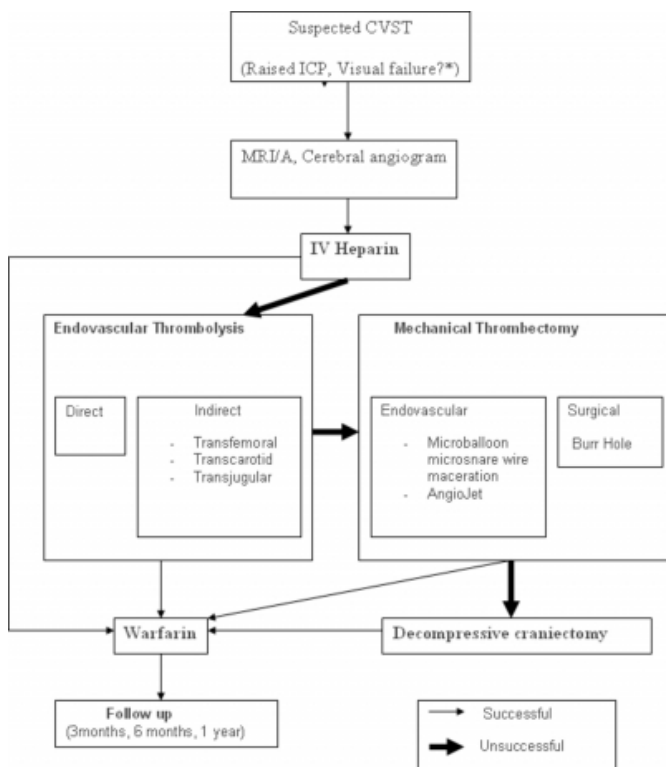 Suspected CVST
(Raised ICP, Visual failure?*)
MRI/A, Cerebral angiogram
IV Heparin
Endovascular Thrombolysis
Direct
Indirect
- Transfemoral
- Transcarotid
- Transjugular
Mechanical Thrombectomy
Endovascular
- Microballoon
microsnare wire
maceration
- AngioJet
Surgical
Burr Hole
Warfarin
Decompressive craniectomy
Follow up
(3months, 6 months, 1 year)
Successful
Unsuccessful